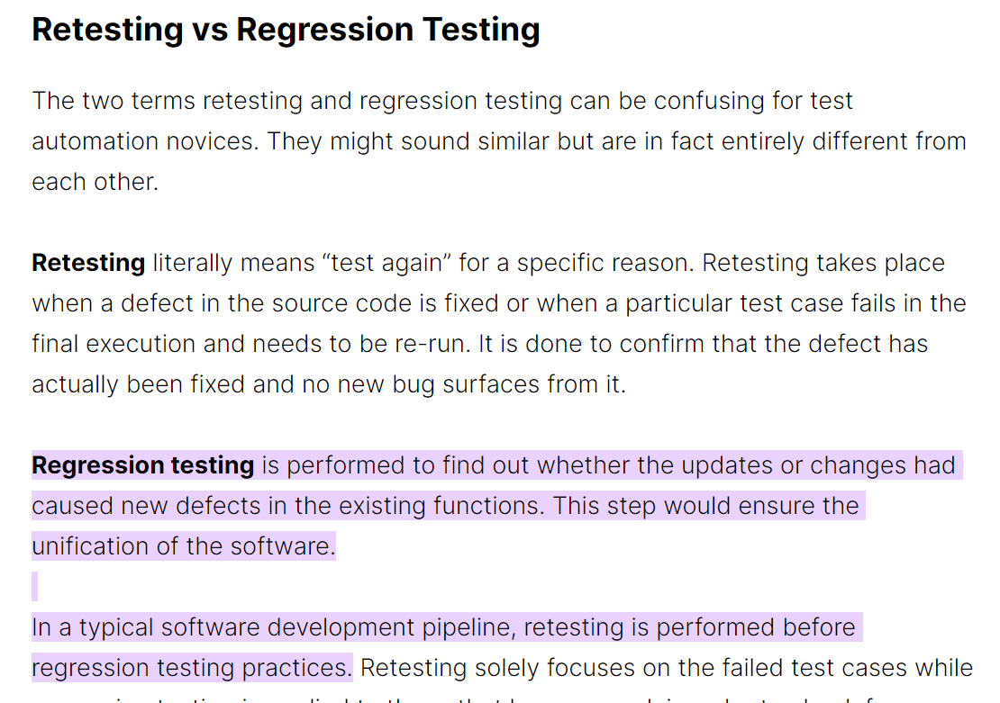 Retesting vs Regression Testing
The two terms retesting and regression testing can be confusing for test
automation novices. They might sound similar but are in fact entirely different from
each other.
Retesting literally means “test again” for a specific reason. Retesting takes place
when a defect in the source code is fixed or when a particular test case fails in the
final execution and needs to be re-run. It is done to confirm that the defect has
actually been fixed and no new bug surfaces from it.
Regression testing is performed to find out whether the updates or changes had
caused new defects in the existing functions. This step would ensure the
unification of the software.
In a typical software development pipeline, retesting is performed before
regression testing practices. Retesting solely focuses on the failed test cases while